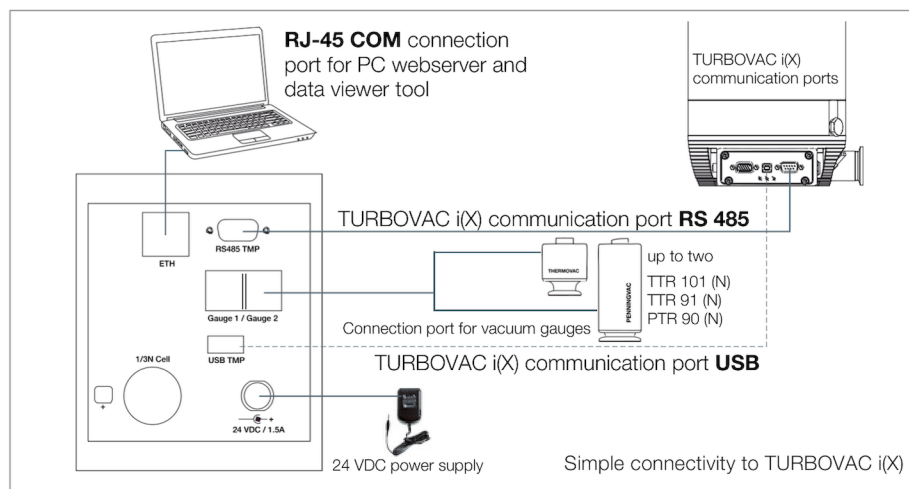 RJ-45 COM connection
port for PC webserver and
data viewer tool
TURBOVAC i(X)
communication ports
TURBOVAC i(X) communication port RS 485
RS485 TMP
ETH
THERMOVAC
PENNINGVAC
up to two
TTR 101 (N)
TTR 91 (N)
PTR 90 (N)
Gauge 1 / Gauge 2
Connection port for vacuum gauges
USB TMP
TURBOVAC i(X) communication port USB
1/3N Cell
+
+
24 VDC / 1.5A
24 VDC power supply
Simple connectivity to TURBOVAC i(X)